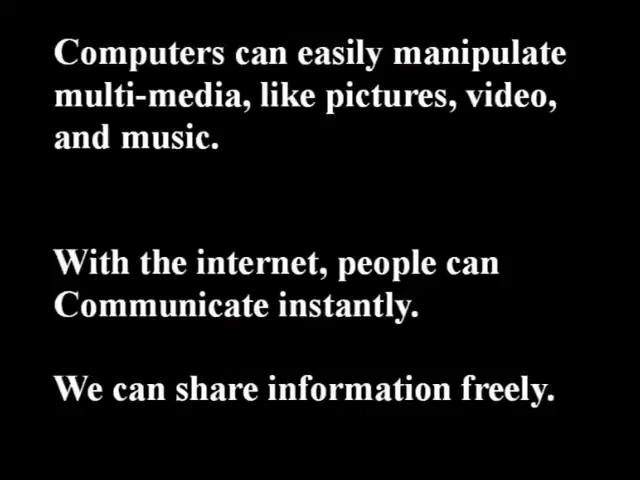 Computers can easily manipulate
multi-media, like pictures, video,
and music.
With the internet, people can
Communicate instantly.
We can share information freely.